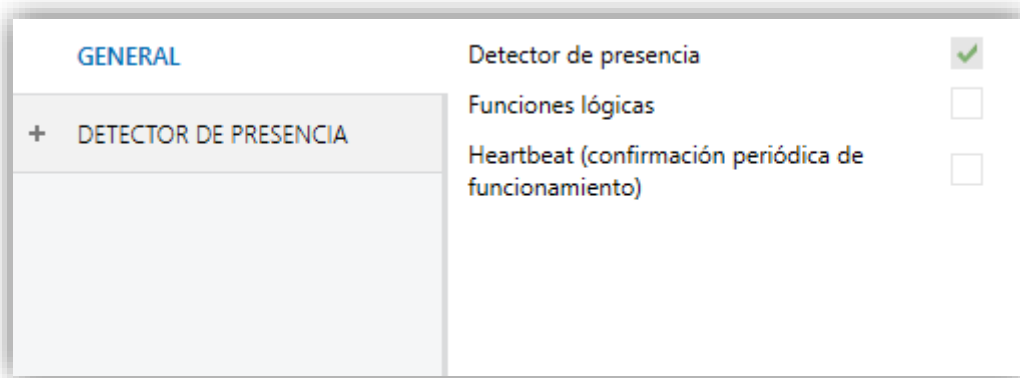 GENERAL
+ DETECTOR DE PRESENCIA
Detector de presencia
Funciones lógicas
Heartbeat (confirmación periódica de
funcionamiento)